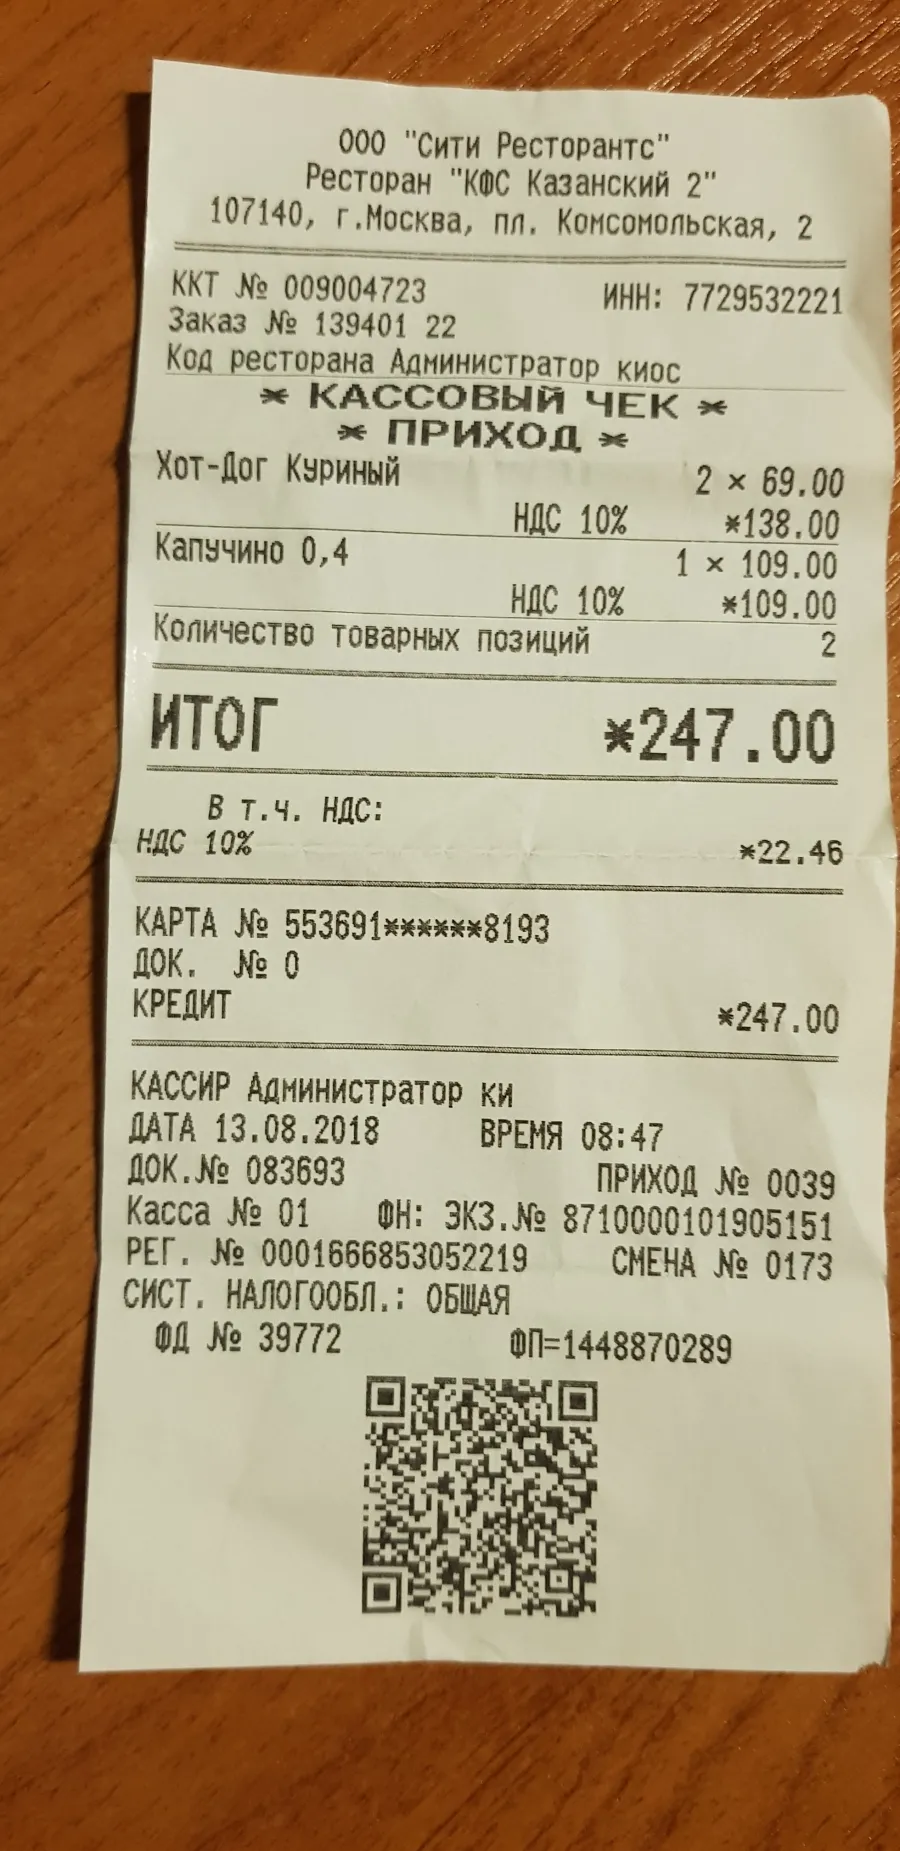 ООО "Сити Ресторантс"
Ресторан "КФС Казанский 2"
107140, г.Москва, пл. Комсомольская, 2
ККТ № 009004723 ИНН: 7729532221
Заказ № 139401 22
Код ресторана Администратор киос
* КАССОВЫЙ ЧЕК *
* ПРИХОД *
Хот-Дог Куриный 2 × 69.00
НДС 10% *138.00
Капучино 0,4 1 × 109.00
НДС 10% *109.00
Количество товарных позиций 2
ИТОГ *247.00
В т.ч. НДС:
НДС 10% *22.46
КАРТА № 553691******8193
ДОК. № 0
КРЕДИТ *247.00
КАССИР Администратор ки
ДАТА 13.08.2018 ВРЕМЯ 08:47
ДОК.№ 083693 ПРИХОД № 0039
Касса № 01 ФН: ЭКЗ.№ 8710000101905151
РЕГ. № 0001666853052219 СМЕНА № 0173
СИСТ. НАЛОГООБЛ.: ОБЩАЯ
ФД № 39772 ФП=1448870289